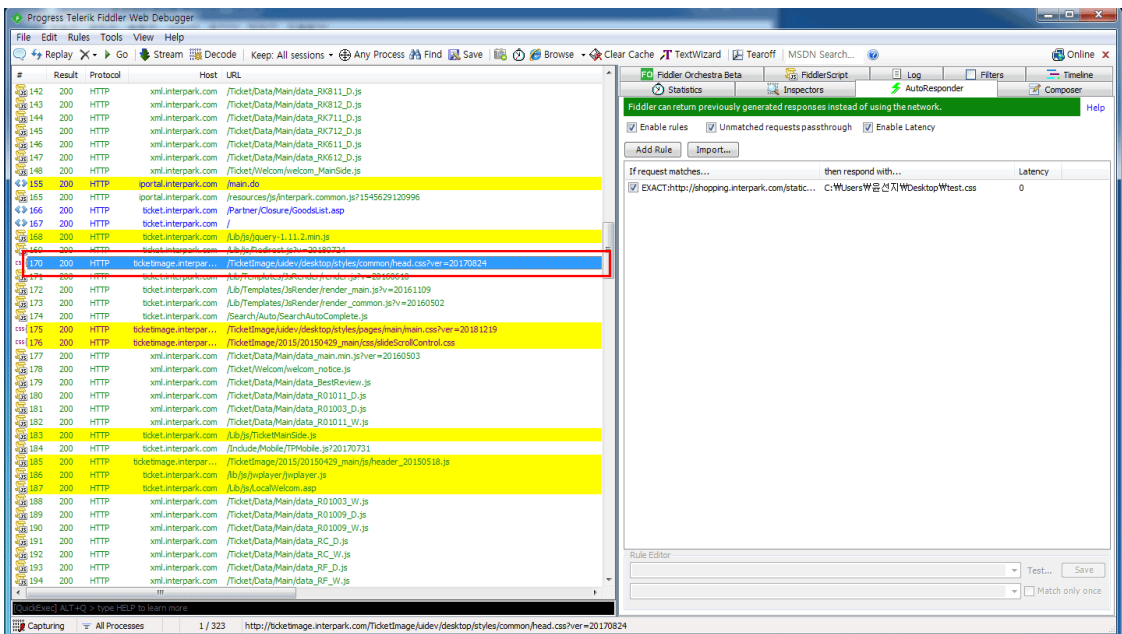 Progress Telerik Fiddler Web Debugger
File Edit Rules Tools View Help
Replay Go Stream Decode Keep: All sessions Any Process Find Save Browse Clear Cache TextWizard Tearoff MSDN Search... Online
# Result Protocol Host URL
142 200 HTTP xml.interpark.com /Ticket/Data/Main/data_RK811_D.js
143 200 HTTP xml.interpark.com /Ticket/Data/Main/data_RK812_D.js
144 200 HTTP xml.interpark.com /Ticket/Data/Main/data_RK711_D.js
145 200 HTTP xml.interpark.com /Ticket/Data/Main/data_RK712_D.js
146 200 HTTP xml.interpark.com /Ticket/Data/Main/data_RK611_D.js
147 200 HTTP xml.interpark.com /Ticket/Data/Main/data_RK612_D.js
148 200 HTTP xml.interpark.com /Ticket/Welcom/welcom_MainSide.js
155 200 HTTP iportal.interpark.com /main.do
165 200 HTTP iportal.interpark.com /resources/js/interpark.common.js?1545629120996
166 200 HTTP ticket.interpark.com /Partner/Closure/GoodsList.asp
167 200 HTTP ticket.interpark.com /
168 200 HTTP ticket.interpark.com /Lib/js/jquery-1.11.2.min.js
169 200 HTTP ticket.interpark.com /Lib/js/Redirect.js?v=20180724
170 200 HTTP ticketimage.interpar... /TicketImage/uidev/desktop/styles/common/head.css?ver=20170824
171 200 HTTP ticket.interpark.com /Lib/Templates/JsRender/render.js?v=20160618
172 200 HTTP ticket.interpark.com /Lib/Templates/JsRender/render_main.js?v=20161109
173 200 HTTP ticket.interpark.com /Lib/Templates/JsRender/render_common.js?v=20160502
174 200 HTTP ticket.interpark.com /Search/Auto/SearchAutoComplete.js
175 200 HTTP ticketimage.interpar... /TicketImage/uidev/desktop/styles/pages/main/main.css?ver=20181219
176 200 HTTP ticketimage.interpar... /TicketImage/2015/20150429_main/css/slideScrollControl.css
177 200 HTTP xml.interpark.com /Ticket/Data/Main/data_main.min.js?ver=20160503
178 200 HTTP xml.interpark.com /Ticket/Welcom/welcom_notice.js
179 200 HTTP xml.interpark.com /Ticket/Data/Main/data_BestReview.js
180 200 HTTP xml.interpark.com /Ticket/Data/Main/data_R01011_D.js
181 200 HTTP xml.interpark.com /Ticket/Data/Main/data_R01003_D.js
182 200 HTTP xml.interpark.com /Ticket/Data/Main/data_R01011_W.js
183 200 HTTP ticket.interpark.com /Lib/js/TicketMainSide.js
184 200 HTTP ticket.interpark.com /Include/Mobile/TPMobile.js?20170731
185 200 HTTP ticketimage.interpar... /TicketImage/2015/20150429_main/js/header_20150518.js
186 200 HTTP ticket.interpark.com /lib/js/jwplayer/jwplayer.js
187 200 HTTP ticket.interpark.com /Lib/js/LocalWelcom.asp
188 200 HTTP xml.interpark.com /Ticket/Data/Main/data_R01003_W.js
189 200 HTTP xml.interpark.com /Ticket/Data/Main/data_R01009_D.js
190 200 HTTP xml.interpark.com /Ticket/Data/Main/data_R01009_W.js
191 200 HTTP xml.interpark.com /Ticket/Data/Main/data_RC_D.js
192 200 HTTP xml.interpark.com /Ticket/Data/Main/data_RC_W.js
193 200 HTTP xml.interpark.com /Ticket/Data/Main/data_RF_D.js
194 200 HTTP xml.interpark.com /Ticket/Data/Main/data_RF_W.js
[QuickExec] ALT+Q > type HELP to learn more
Capturing All Processes 1 / 323 http://ticketimage.interpark.com/TicketImage/uidev/desktop/styles/common/head.css?ver=20170824
FO Fiddler Orchestra Beta FiddlerScript Log Filters Timeline
Statistics Inspectors AutoResponder Composer
Fiddler can return previously generated responses instead of using the network. Help
Enable rules Unmatched requests passthrough Enable Latency
Add Rule Import...
If request matches... then respond with... Latency
EXACT:http://shopping.interpark.com/static... C:₩Users₩윤선지₩Desktop₩test.css 0
Rule Editor
Test... Save
Match only once